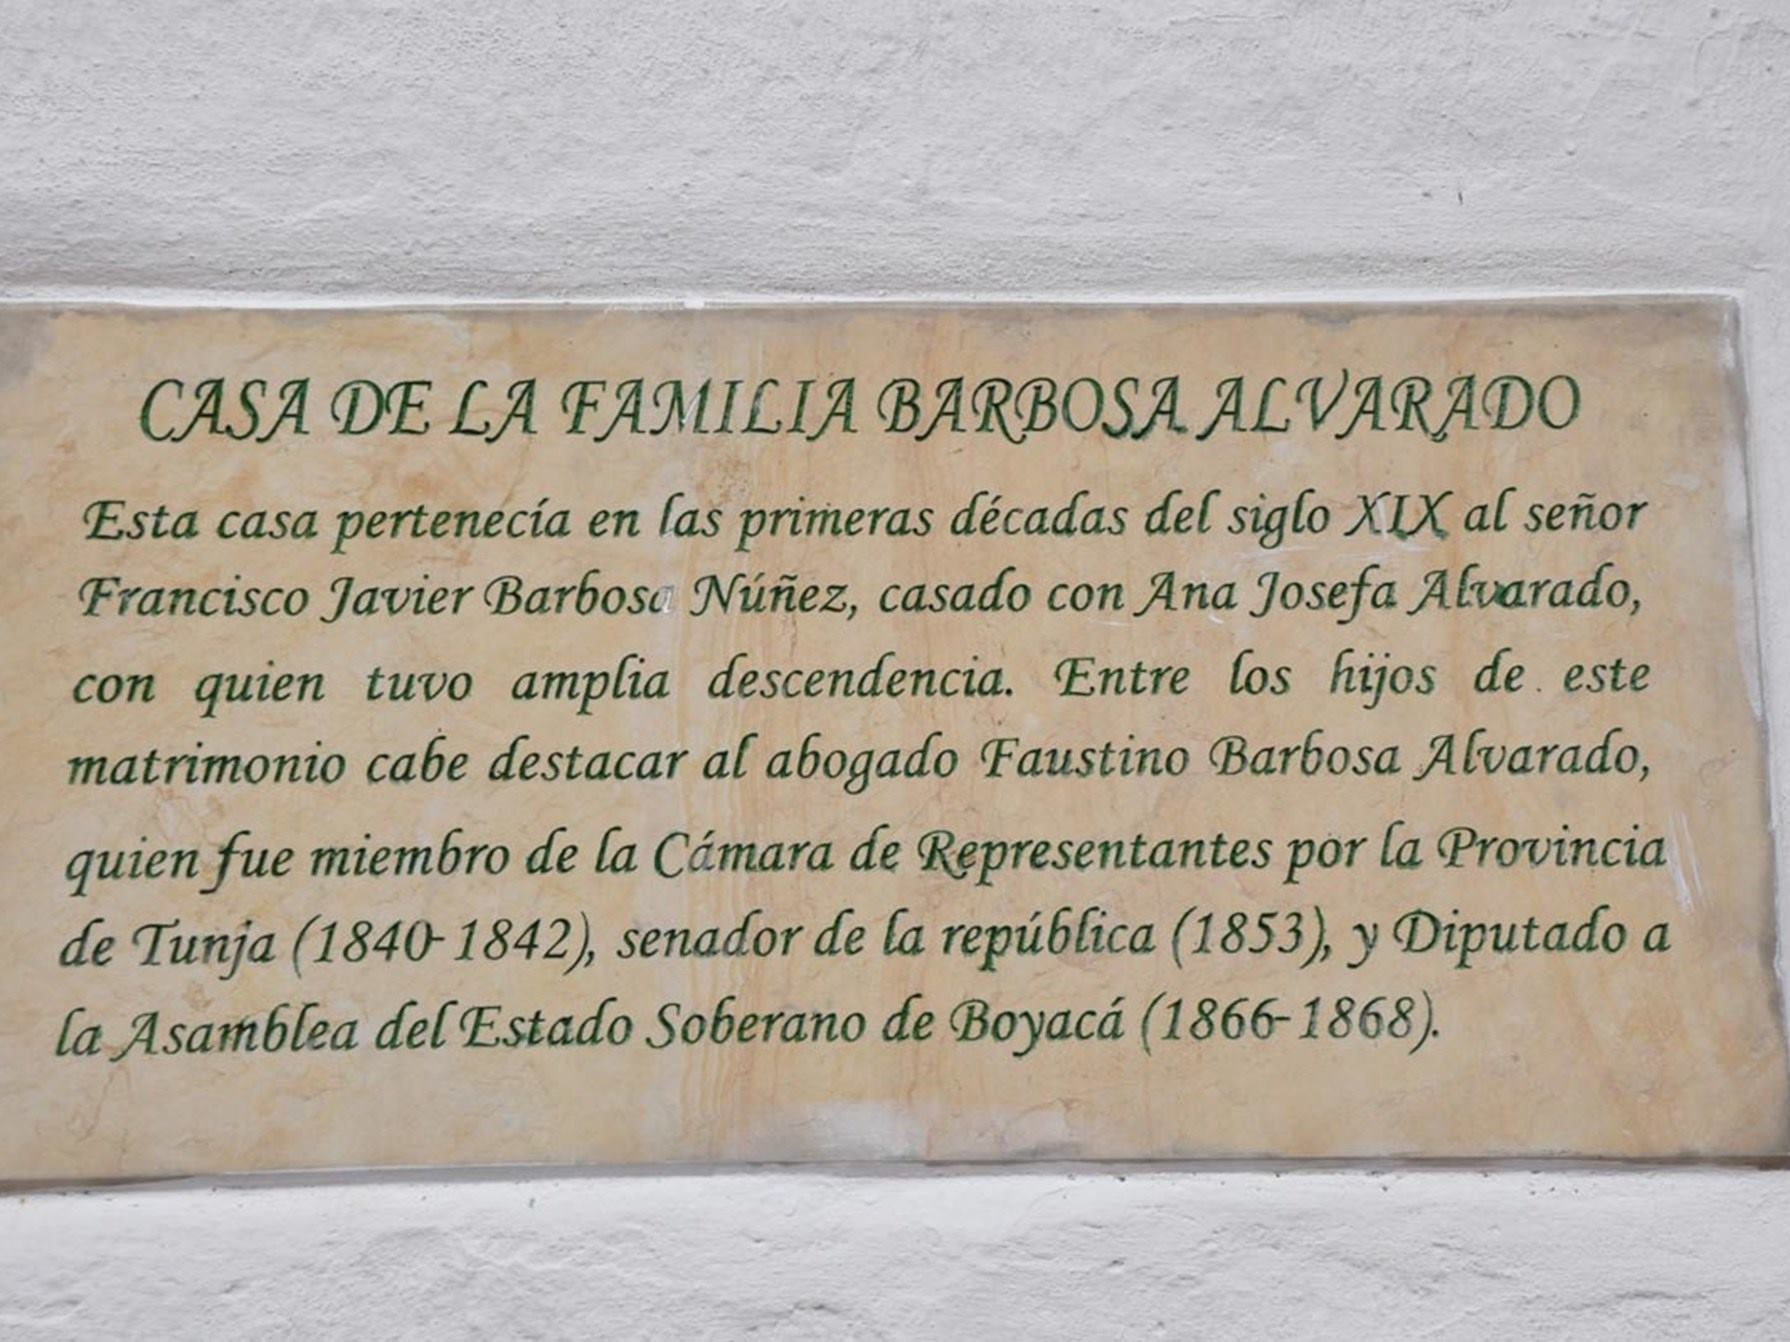 CASA DE LA FAMILIA BARBOSA ALVARADO
Esta casa pertenecía en las primeras décadas del siglo XIX al señor
Francisco Javier Barbosa Núñez, casado con Ana Josefa Alvarado,
con quien tuvo amplia descendencia. Entre los hijos de este
matrimonio cabe destacar al abogado Faustino Barbosa Alvarado,
quien fue miembro de la Cámara de Representantes por la Provincia
de Tunja (1840-1842), senador de la república (1853), y Diputado a
la Asamblea del Estado Soberano de Boyacá (1866-1868).